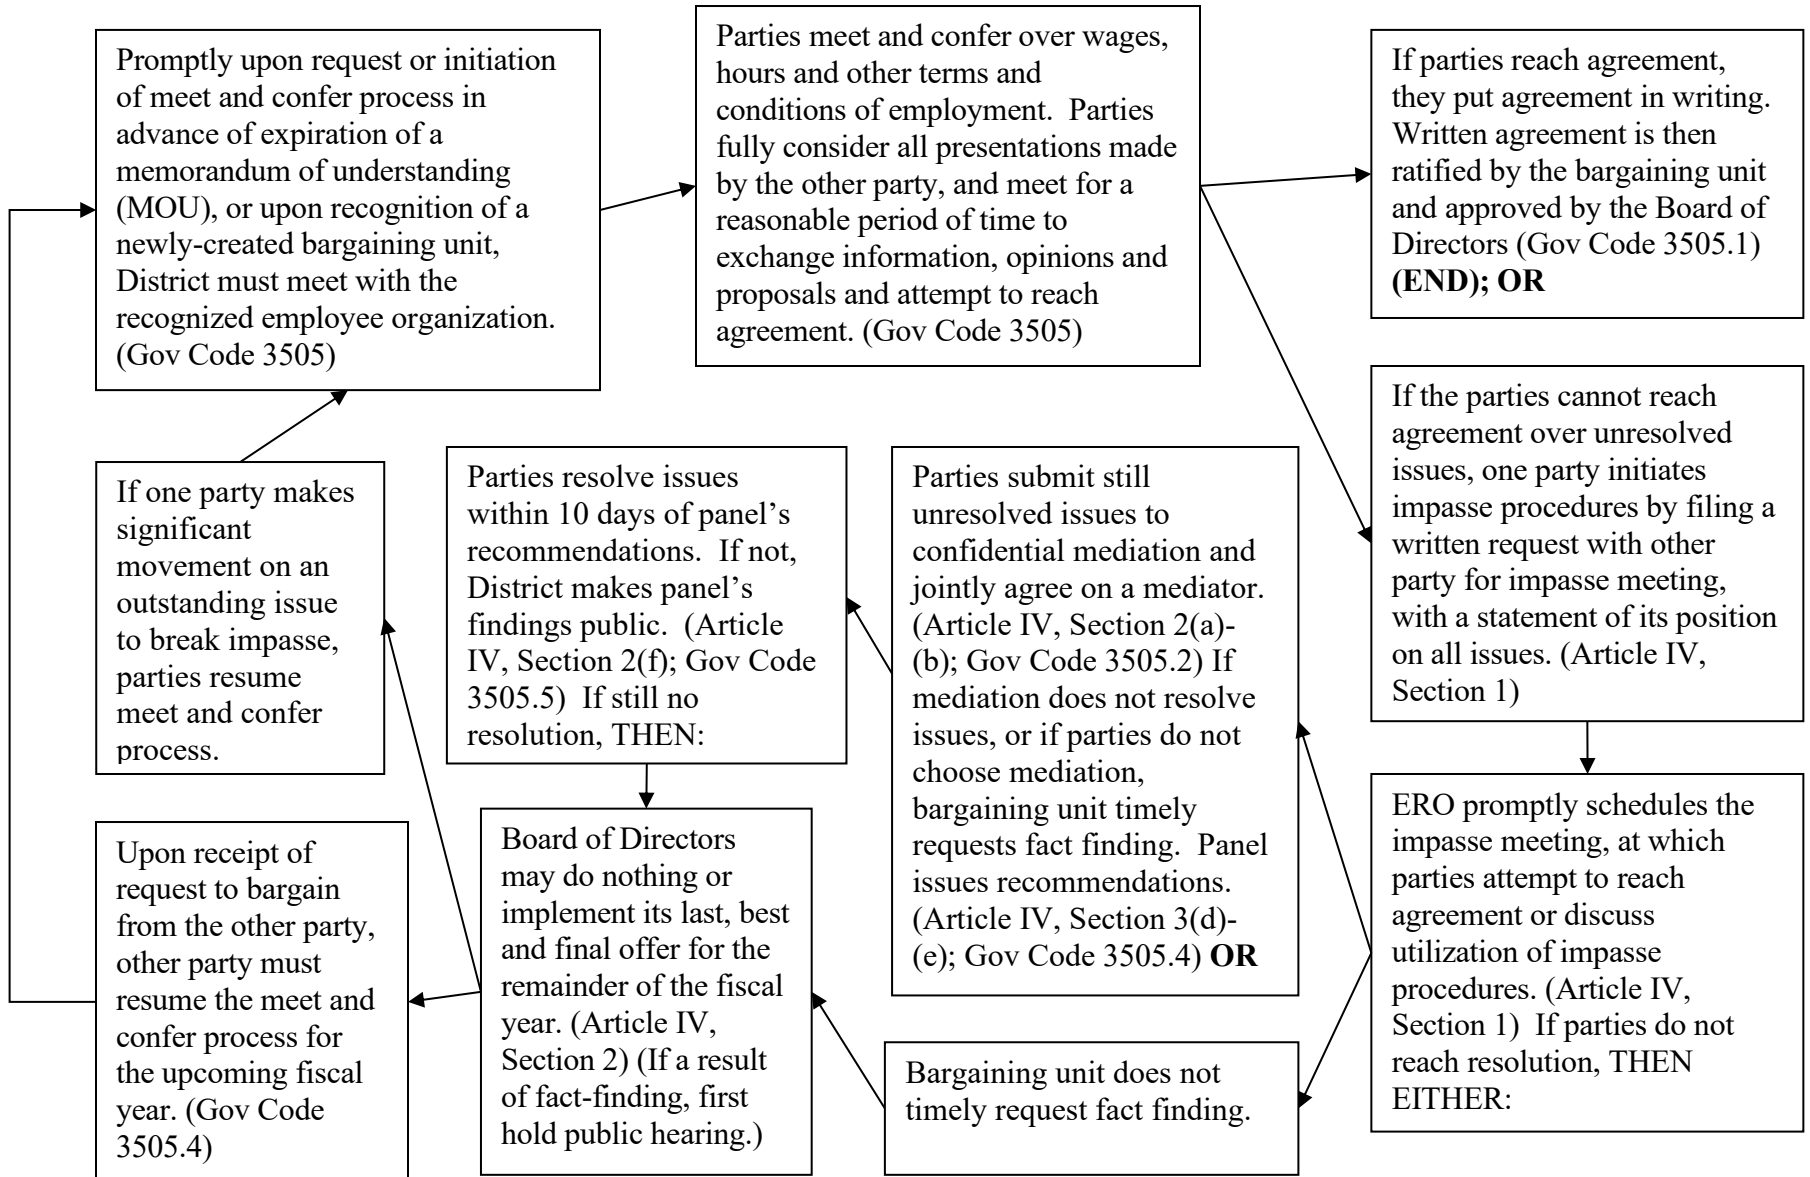 Promptly upon request or initiation
of meet and confer process in
advance of expiration of a
memorandum of understanding
(MOU), or upon recognition of a
newly-created bargaining unit,
District must meet with the
recognized employee organization.
(Gov Code 3505)
Parties meet and confer over wages,
hours and other terms and
conditions of employment.  Parties
fully consider all presentations made
by the other party, and meet for a
reasonable period of time to
exchange information, opinions and
proposals and attempt to reach
agreement. (Gov Code 3505)
If parties reach agreement,
they put agreement in writing.
Written agreement is then
ratified by the bargaining unit
and approved by the Board of
Directors (Gov Code 3505.1)
(END); OR
If the parties cannot reach
agreement over unresolved
issues, one party initiates
impasse procedures by filing a
written request with other
party for impasse meeting,
with a statement of its position
on all issues. (Article IV,
Section 1)
ERO promptly schedules the
impasse meeting, at which
parties attempt to reach
agreement or discuss
utilization of impasse
procedures. (Article IV,
Section 1)  If parties do not
reach resolution, THEN
EITHER:
Parties submit still
unresolved issues to
confidential mediation and
jointly agree on a mediator.
(Article IV, Section 2(a)-
(b); Gov Code 3505.2) If
mediation does not resolve
issues, or if parties do not
choose mediation,
bargaining unit timely
requests fact finding.  Panel
issues recommendations.
(Article IV, Section 3(d)-
(e); Gov Code 3505.4) OR
Bargaining unit does not
timely request fact finding.
Parties resolve issues
within 10 days of panel’s
recommendations.  If not,
District makes panel’s
findings public.  (Article
IV, Section 2(f); Gov Code
3505.5)  If still no
resolution, THEN:
Board of Directors
may do nothing or
implement its last, best
and final offer for the
remainder of the fiscal
year. (Article IV,
Section 2) (If a result
of fact-finding, first
hold public hearing.)
If one party makes
significant
movement on an
outstanding issue
to break impasse,
parties resume
meet and confer
process.
Upon receipt of
request to bargain
from the other party,
other party must
resume the meet and
confer process for
the upcoming fiscal
year. (Gov Code
3505.4)